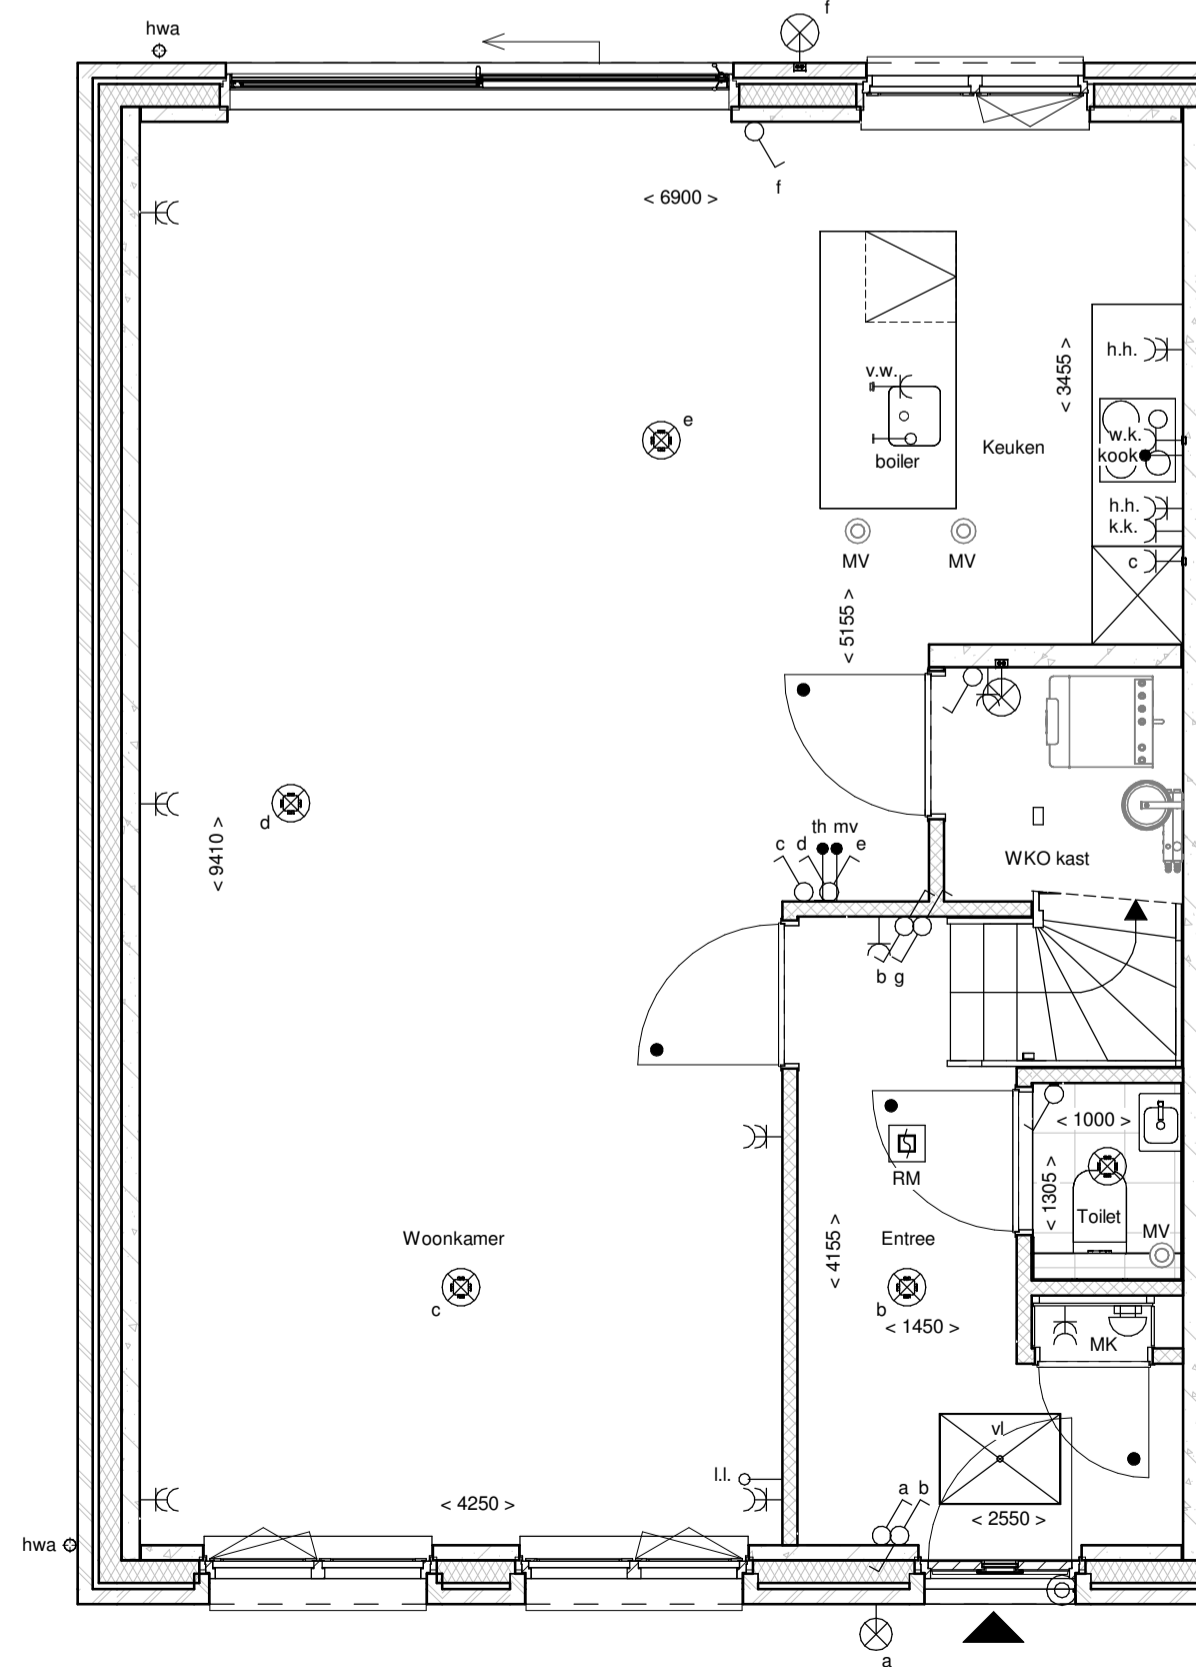 f
hwa
f
< 6900 >
h.h.
< 3455 >
v.w.
e
w.k.
Keuken
kook
boiler
h.h.
k.k.
c
MV
MV
< 5155 >
th mv
d
c d e
< 9410 >
WKO kast
b g
< 1000 >
RM
< 1305 >
Toilet
MV
Woonkamer
Entree
< 4155 >
c
b
< 1450 >
MK
vl
l.l.
a b
< 4250 >
< 2550 >
hwa
a